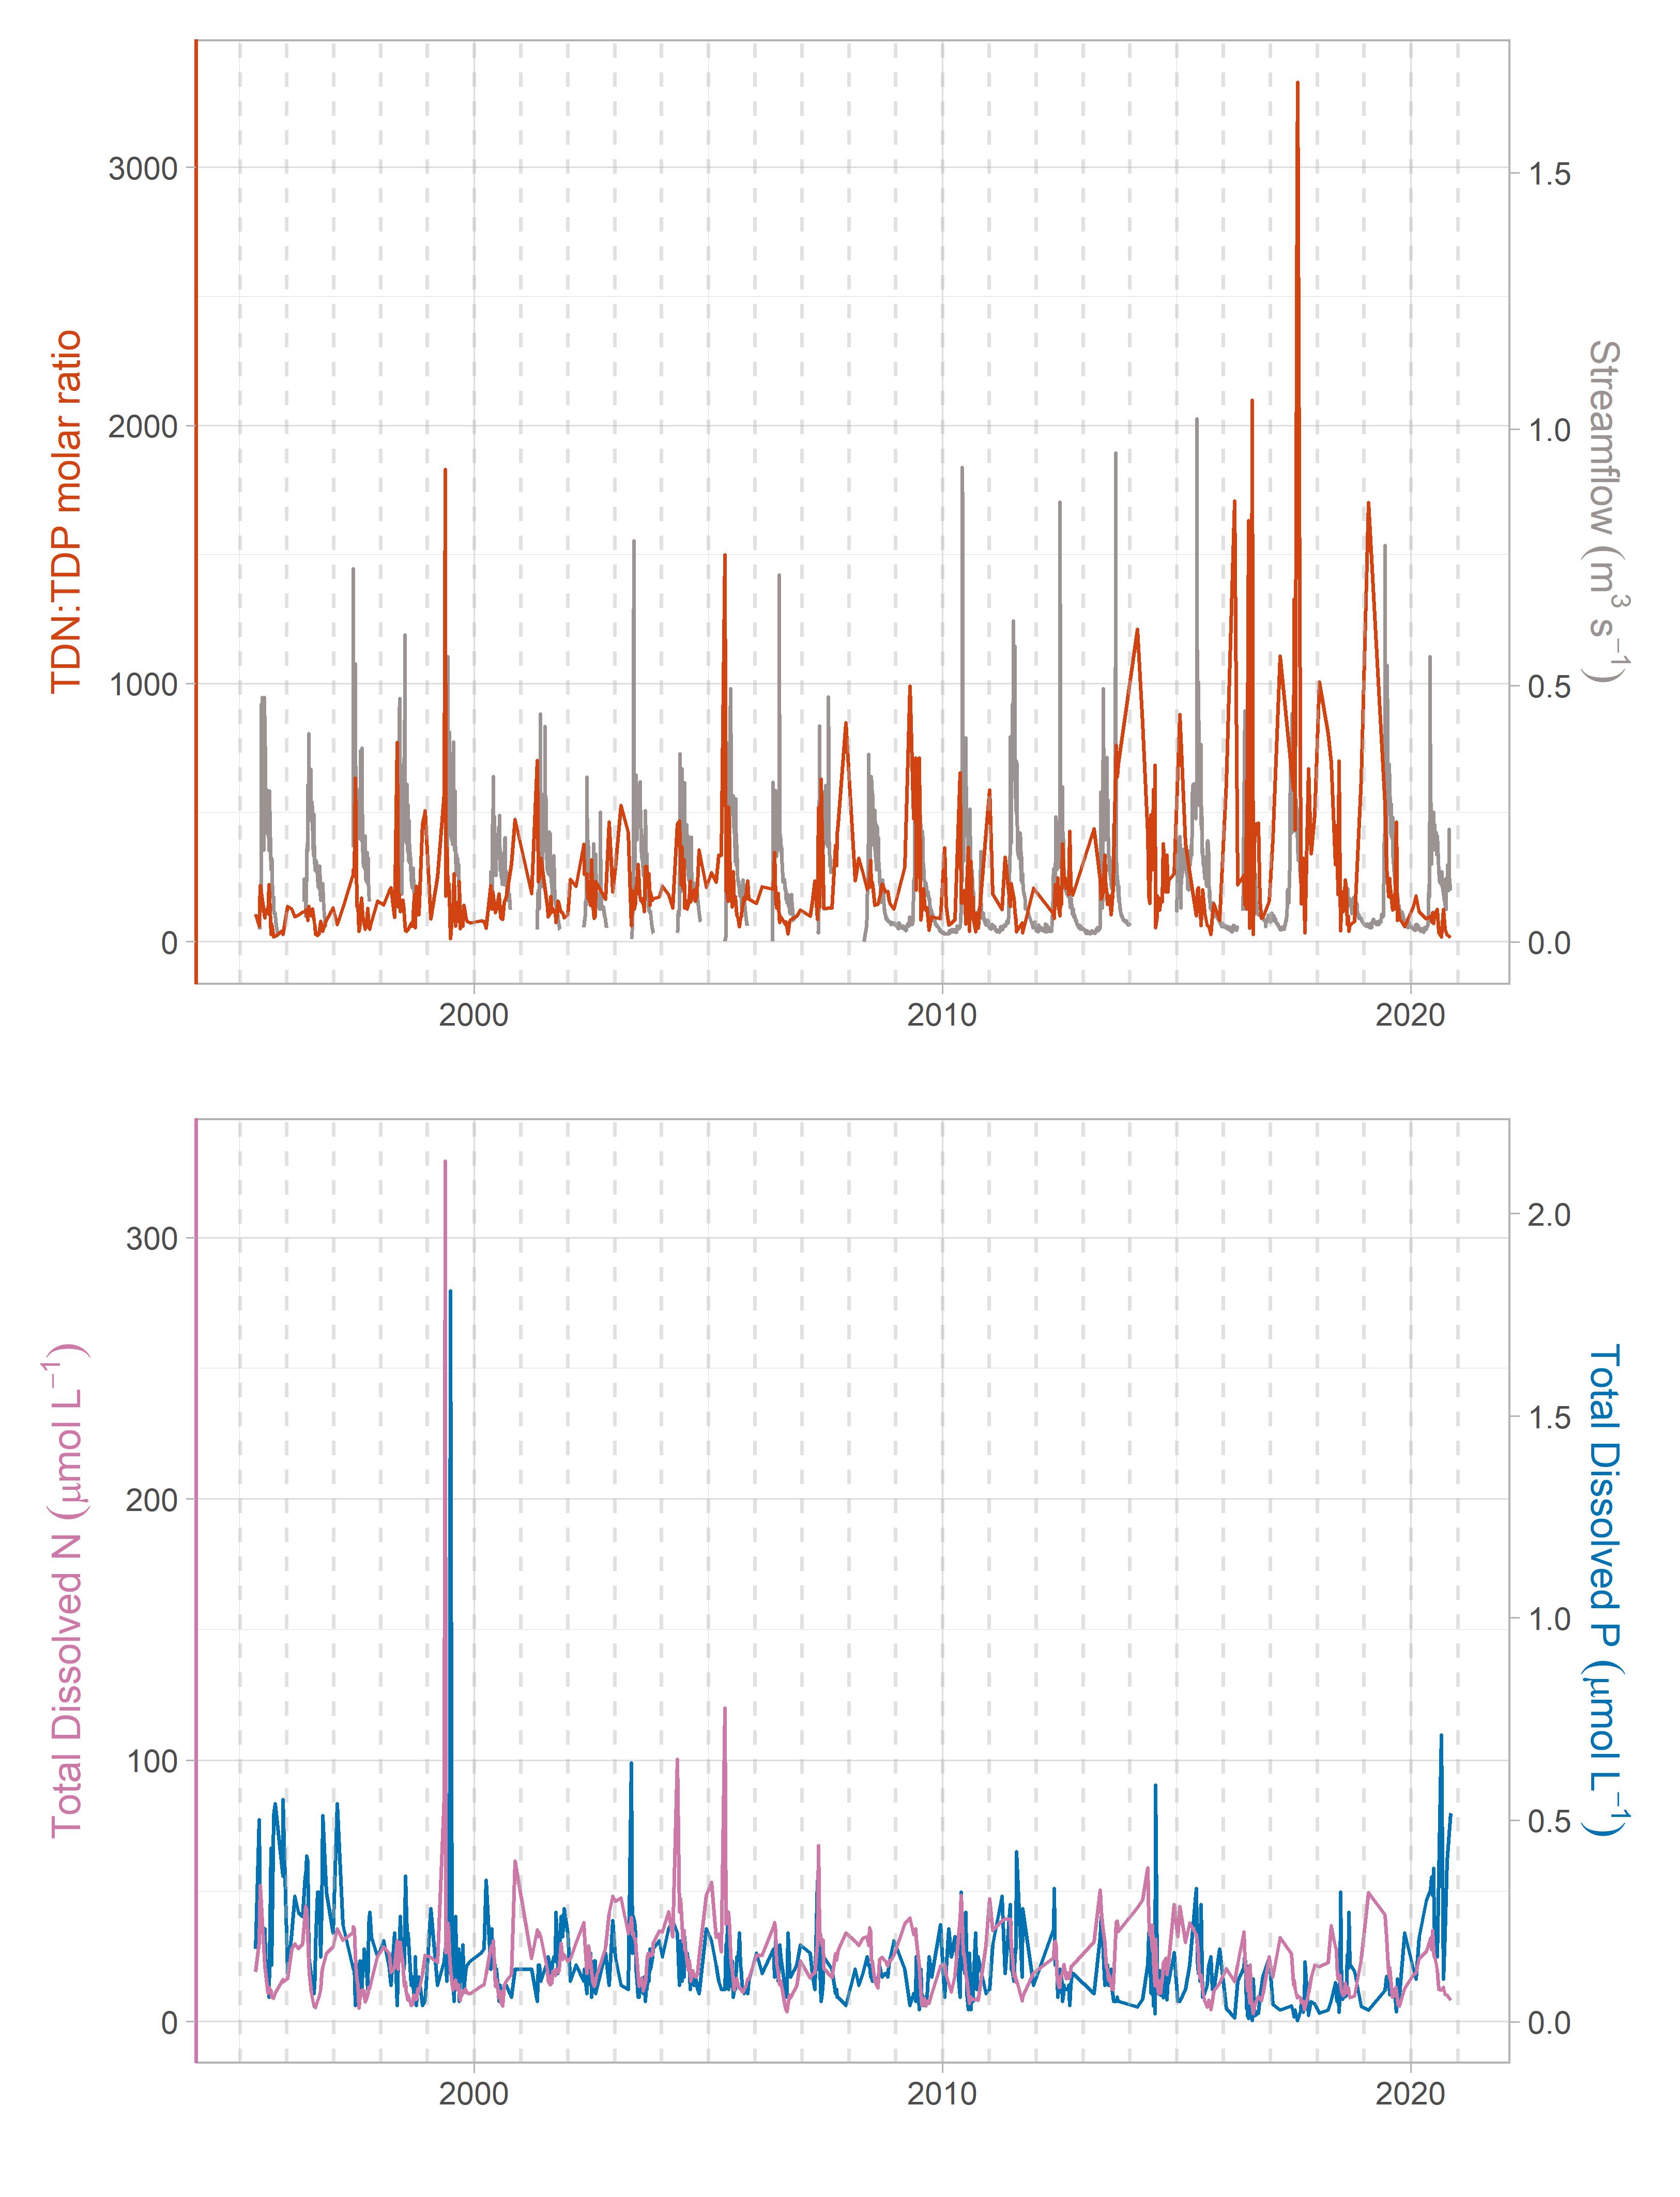 TDN:TDP molar ratio
3000
2000
1000
0
1.5
1.0
0.5
0.0
Streamflow (m³ s⁻¹)
2000 2010 2020
Total Dissolved N (μmol L⁻¹)
300
200
100
0
2.0
1.5
1.0
0.5
0.0
Total Dissolved P (μmol L⁻¹)
2000 2010 2020